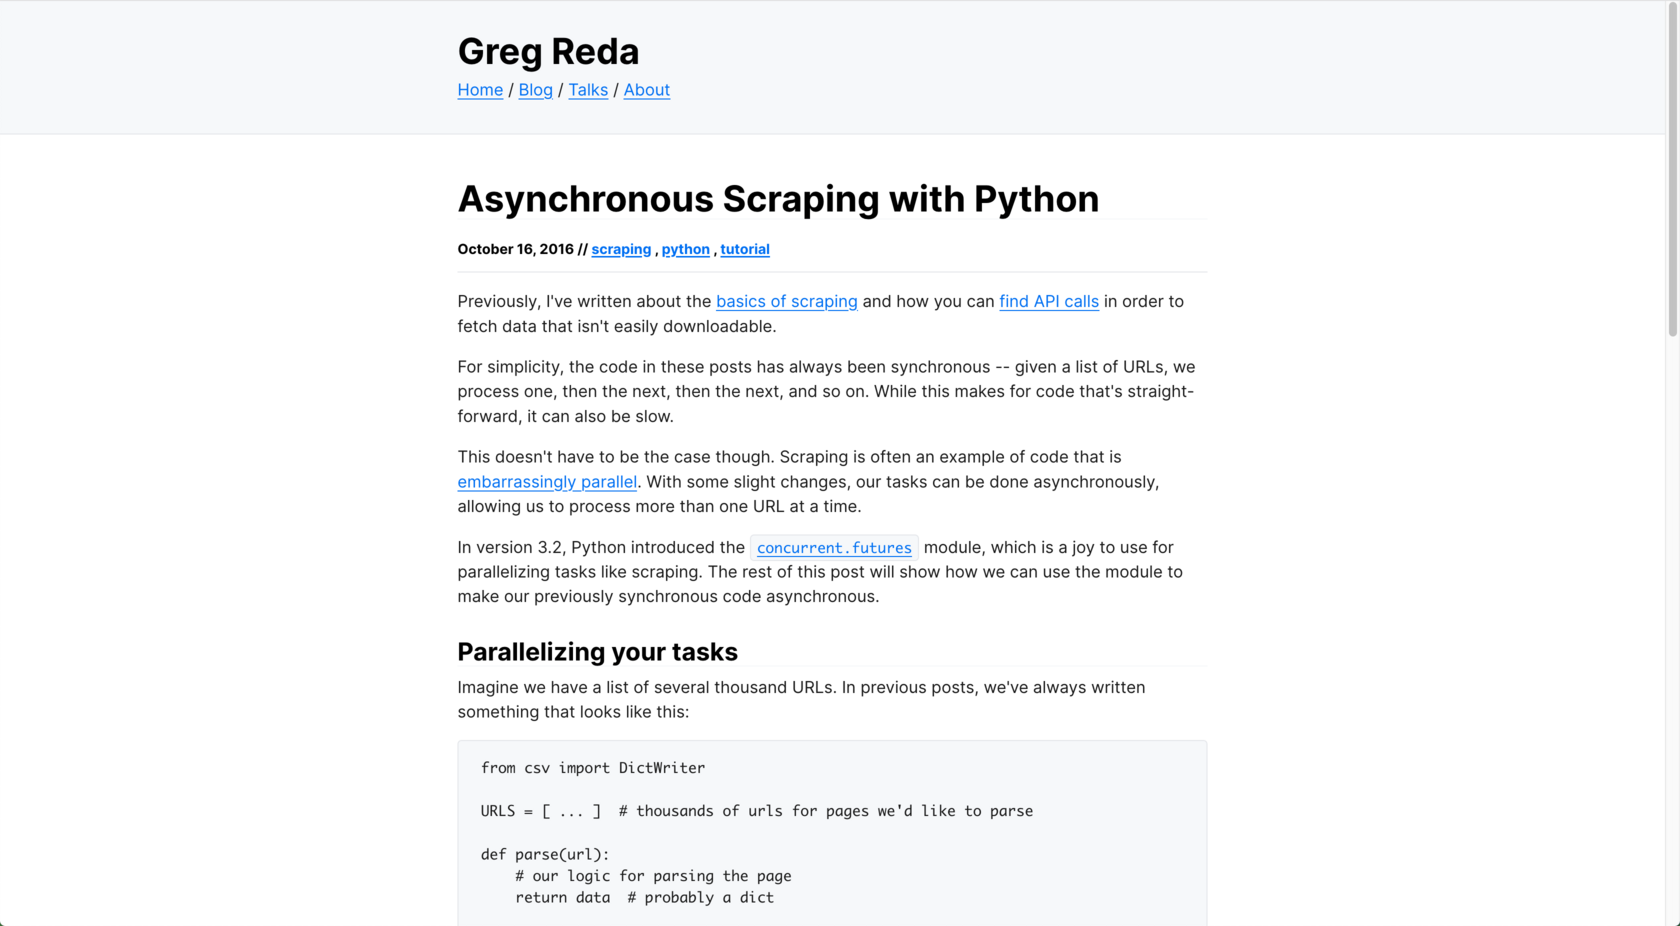 Greg Reda
Home / Blog / Talks / About
Asynchronous Scraping with Python
October 16, 2016 // scraping , python , tutorial
Previously, I've written about the basics of scraping and how you can find API calls in order to
fetch data that isn't easily downloadable.
For simplicity, the code in these posts has always been synchronous -- given a list of URLs, we
process one, then the next, then the next, and so on. While this makes for code that's straight-
forward, it can also be slow.
This doesn't have to be the case though. Scraping is often an example of code that is
embarrassingly parallel. With some slight changes, our tasks can be done asynchronously,
allowing us to process more than one URL at a time.
In version 3.2, Python introduced the concurrent.futures module, which is a joy to use for
parallelizing tasks like scraping. The rest of this post will show how we can use the module to
make our previously synchronous code asynchronous.
Parallelizing your tasks
Imagine we have a list of several thousand URLs. In previous posts, we've always written
something that looks like this:
from csv import DictWriter
URLS = [ ... ]  # thousands of urls for pages we'd like to parse
def parse(url):
    # our logic for parsing the page
    return data  # probably a dict